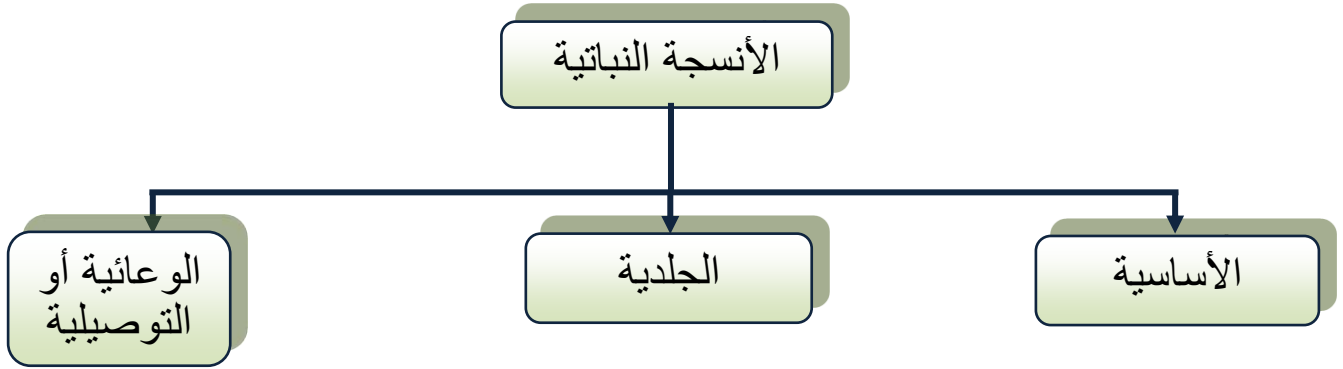 الأنسجة النباتية
الأساسية
الجلدية
الوعائية أو
التوصيلية